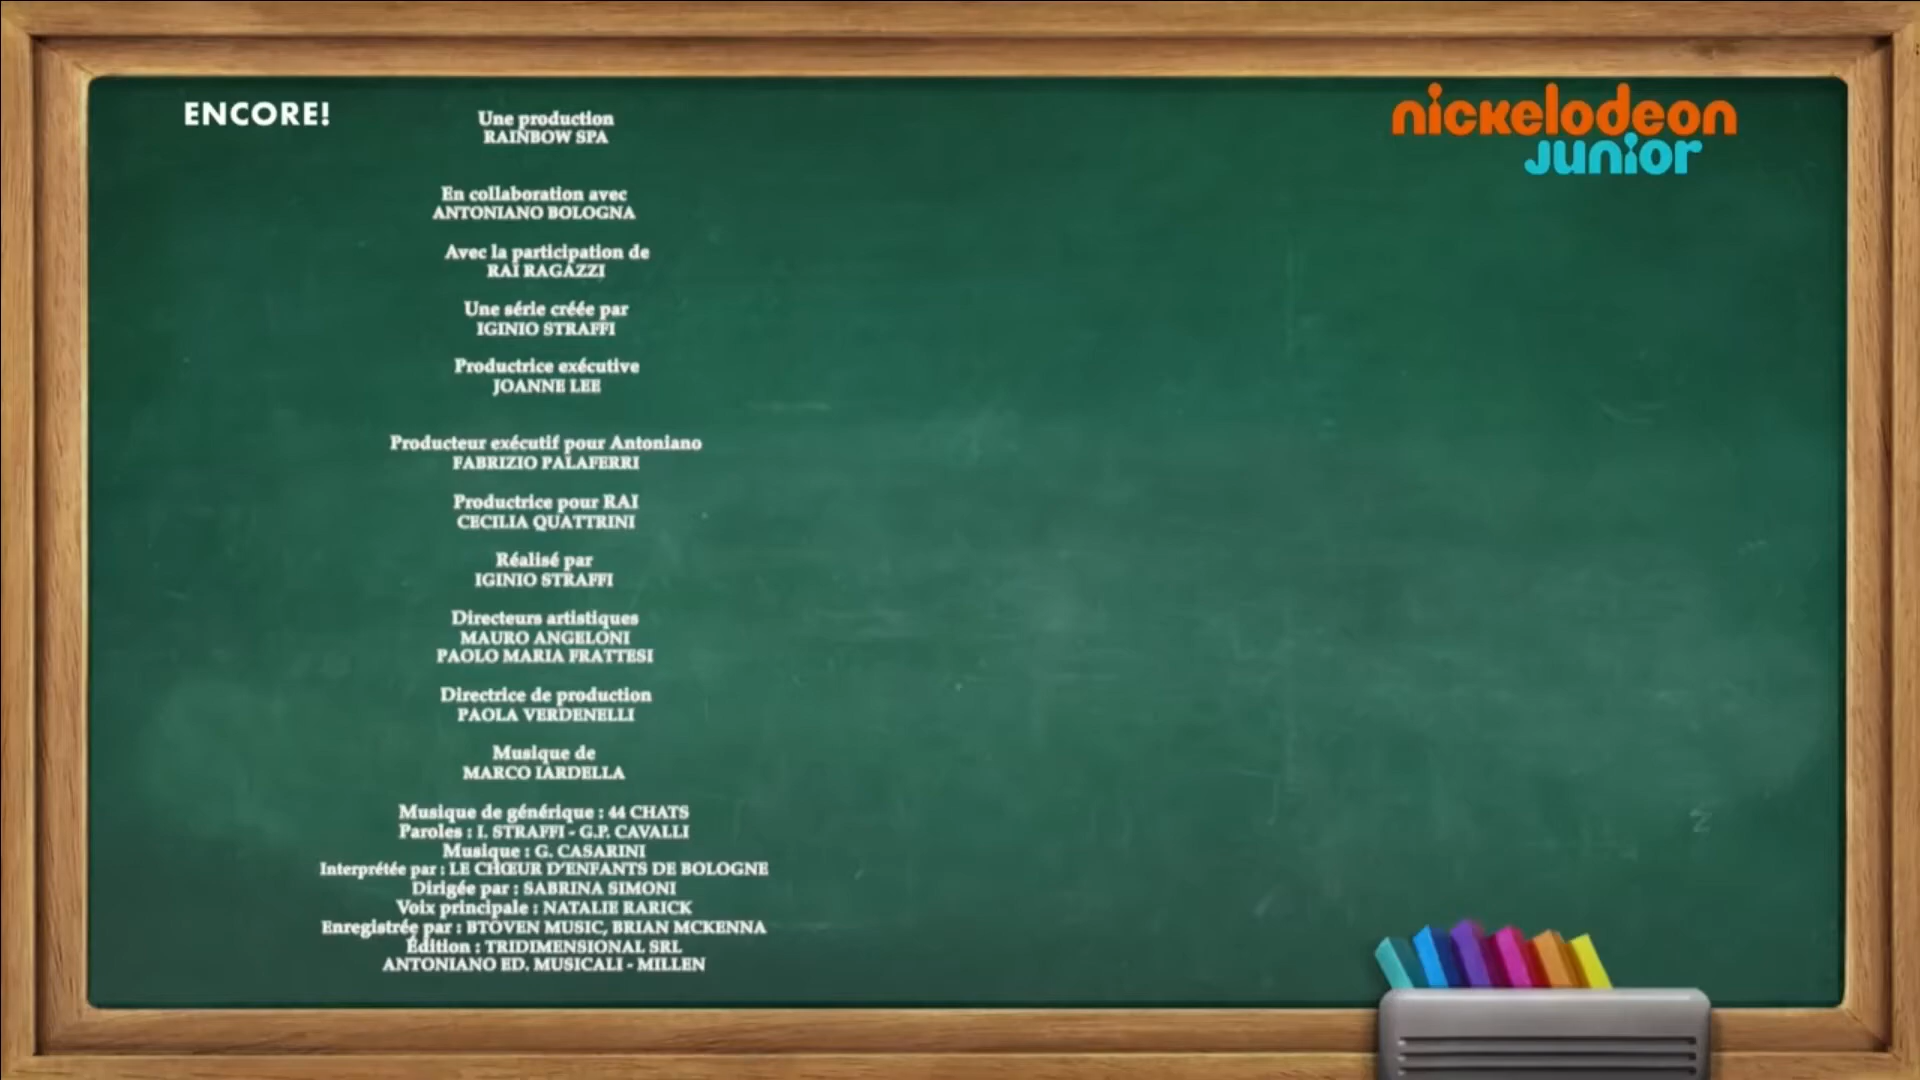 ENCORE!
nickelodeon
junior
Une production
RAINBOW SPA
En collaboration avec
ANTONIANO BOLOGNA
Avec la participation de
RAI RAGAZZI
Une série créée par
IGINIO STRAFFI
Productrice exécutive
JOANNE LEE
Producteur exécutif pour Antoniano
FABRIZIO PALAFERRI
Productrice pour RAI
CECILIA QUATTRINI
Réalisé par
IGINIO STRAFFI
Directeurs artistiques
MAURO ANGELONI
PAOLO MARIA FRATTESI
Directrice de production
PAOLA VERDENELLI
Musique de
MARCO IARDELLA
Musique de générique : 44 CHATS
Paroles : I. STRAFFI - G.P. CAVALLI
Musique : G. CASARINI
Interprétée par : LE CHŒUR D'ENFANTS DE BOLOGNE
Dirigée par : SABRINA SIMONI
Voix principale : NATALIE RARICK
Enregistrée par : BTOVEN MUSIC, BRIAN MCKENNA
Édition : TRIDIMENSIONAL SRL
ANTONIANO ED. MUSICALI - MILLEN